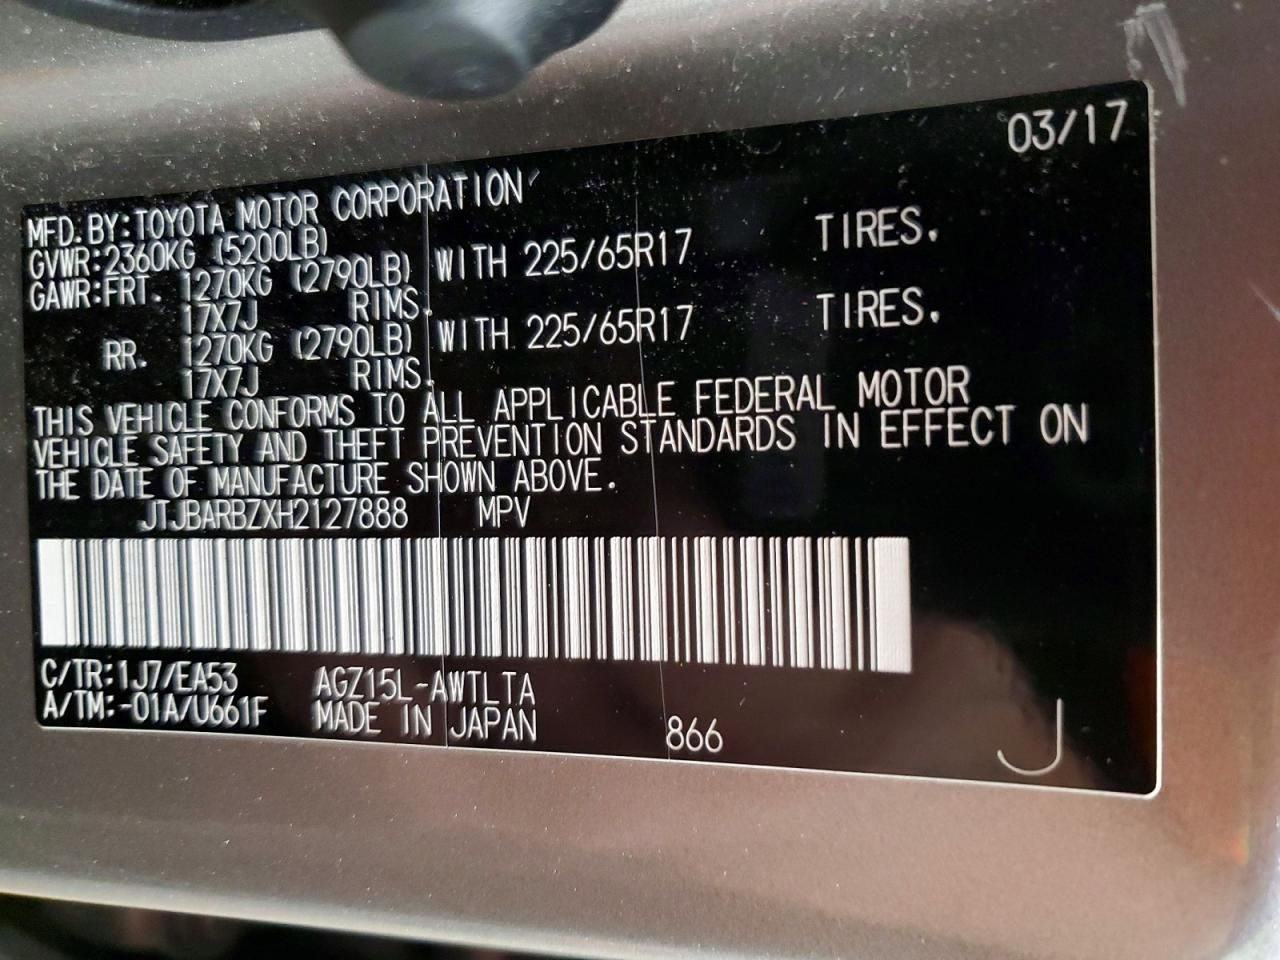 03/17
MFD. BY: TOYOTA MOTOR CORPORATION
GVWR: 2360KG (5200LB)
GAWR: FRT. 1270KG (2790LB) WITH 225/65R17 TIRES.
17X7J RIMS.
RR. 1270KG (2790LB) WITH 225/65R17 TIRES.
17X7J RIMS.
THIS VEHICLE CONFORMS TO ALL APPLICABLE FEDERAL MOTOR
VEHICLE SAFETY AND THEFT PREVENTION STANDARDS IN EFFECT ON
THE DATE OF MANUFACTURE SHOWN ABOVE.
JTJBARBZXH2127888 MPV
C/TR: 1J7/EA53 AGZ15L-AWTLTA
A/TM: -01A/U661F MADE IN JAPAN 866
J